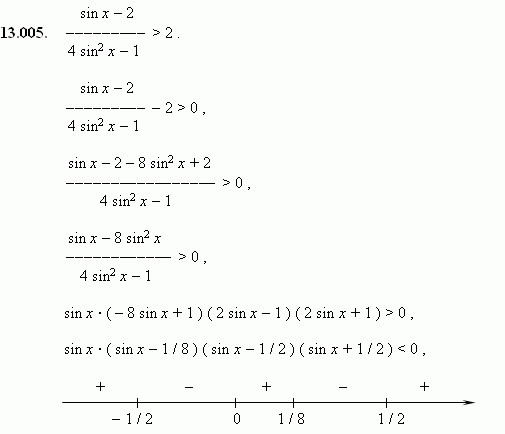 sin x – 2
13.005. ––––––––– > 2 .
4 sin² x – 1
sin x – 2
––––––––– – 2 > 0 ,
4 sin² x – 1
sin x – 2 – 8 sin² x + 2
––––––––––––––––– > 0 ,
4 sin² x – 1
sin x – 8 sin² x
–––––––––––– > 0 ,
4 sin² x – 1
sin x · ( – 8 sin x + 1 ) ( 2 sin x – 1 ) ( 2 sin x + 1 ) > 0 ,
sin x · ( sin x – 1 / 8 ) ( sin x – 1 / 2 ) ( sin x + 1 / 2 ) < 0 ,
+ – + – +
– 1 / 2 0 1 / 8 1 / 2